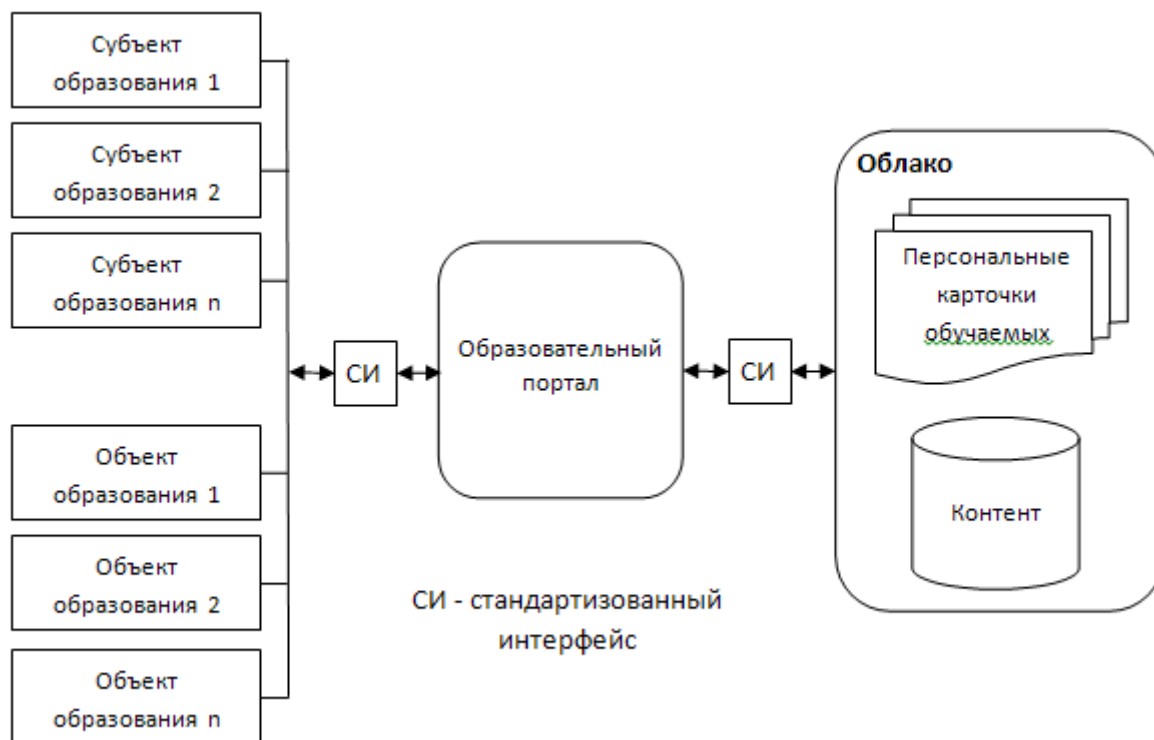 Субъект
образования 1
Субъект
образования 2
Субъект
образования n
Объект
образования 1
Объект
образования 2
Объект
образования n
СИ
Образовательный
портал
СИ
СИ - стандартизованный
интерфейс
Облако
Персональные
карточки
обучаемых
Контент